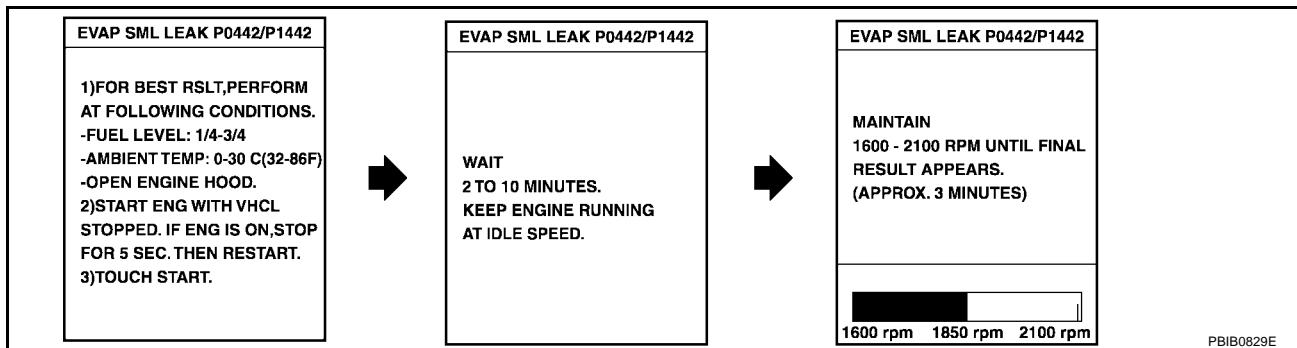 EVAP SML LEAK P0442/P1442
1)FOR BEST RSLT,PERFORM
AT FOLLOWING CONDITIONS.
-FUEL LEVEL: 1/4-3/4
-AMBIENT TEMP: 0-30 C(32-86F)
-OPEN ENGINE HOOD.
2)START ENG WITH VHCL
STOPPED. IF ENG IS ON,STOP
FOR 5 SEC. THEN RESTART.
3)TOUCH START.
EVAP SML LEAK P0442/P1442
WAIT
2 TO 10 MINUTES.
KEEP ENGINE RUNNING
AT IDLE SPEED.
EVAP SML LEAK P0442/P1442
MAINTAIN
1600 - 2100 RPM UNTIL FINAL
RESULT APPEARS.
(APPROX. 3 MINUTES)
1600 rpm 1850 rpm 2100 rpm
PBIB0829E